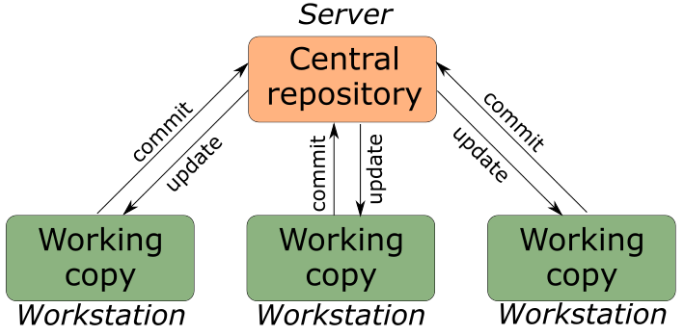 Server
Central
repository
commit
update
commit
update
commit
update
Working
copy
Workstation
Working
copy
Workstation
Working
copy
Workstation